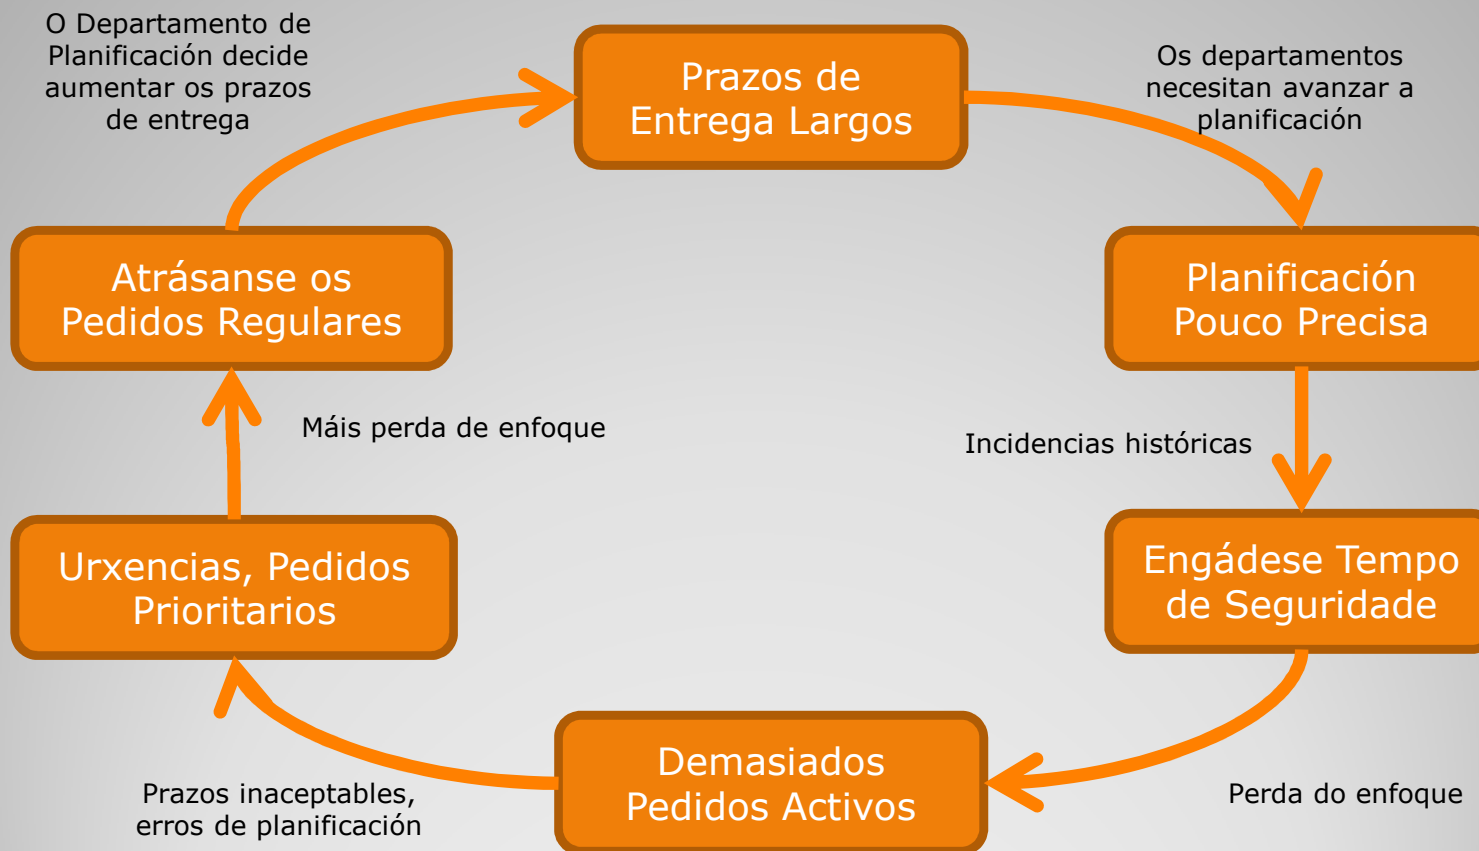 O Departamento de
Planificación decide
aumentar os prazos
de entrega
Prazos de
Entrega Largos
Os departamentos
necesitan avanzar a
planificación
Atrásanse os
Pedidos Regulares
Planificación
Pouco Precisa
Máis perda de enfoque
Incidencias históricas
Urxencias, Pedidos
Prioritarios
Engádese Tempo
de Seguridade
Prazos inaceptables,
erros de planificación
Demasiados
Pedidos Activos
Perda do enfoque